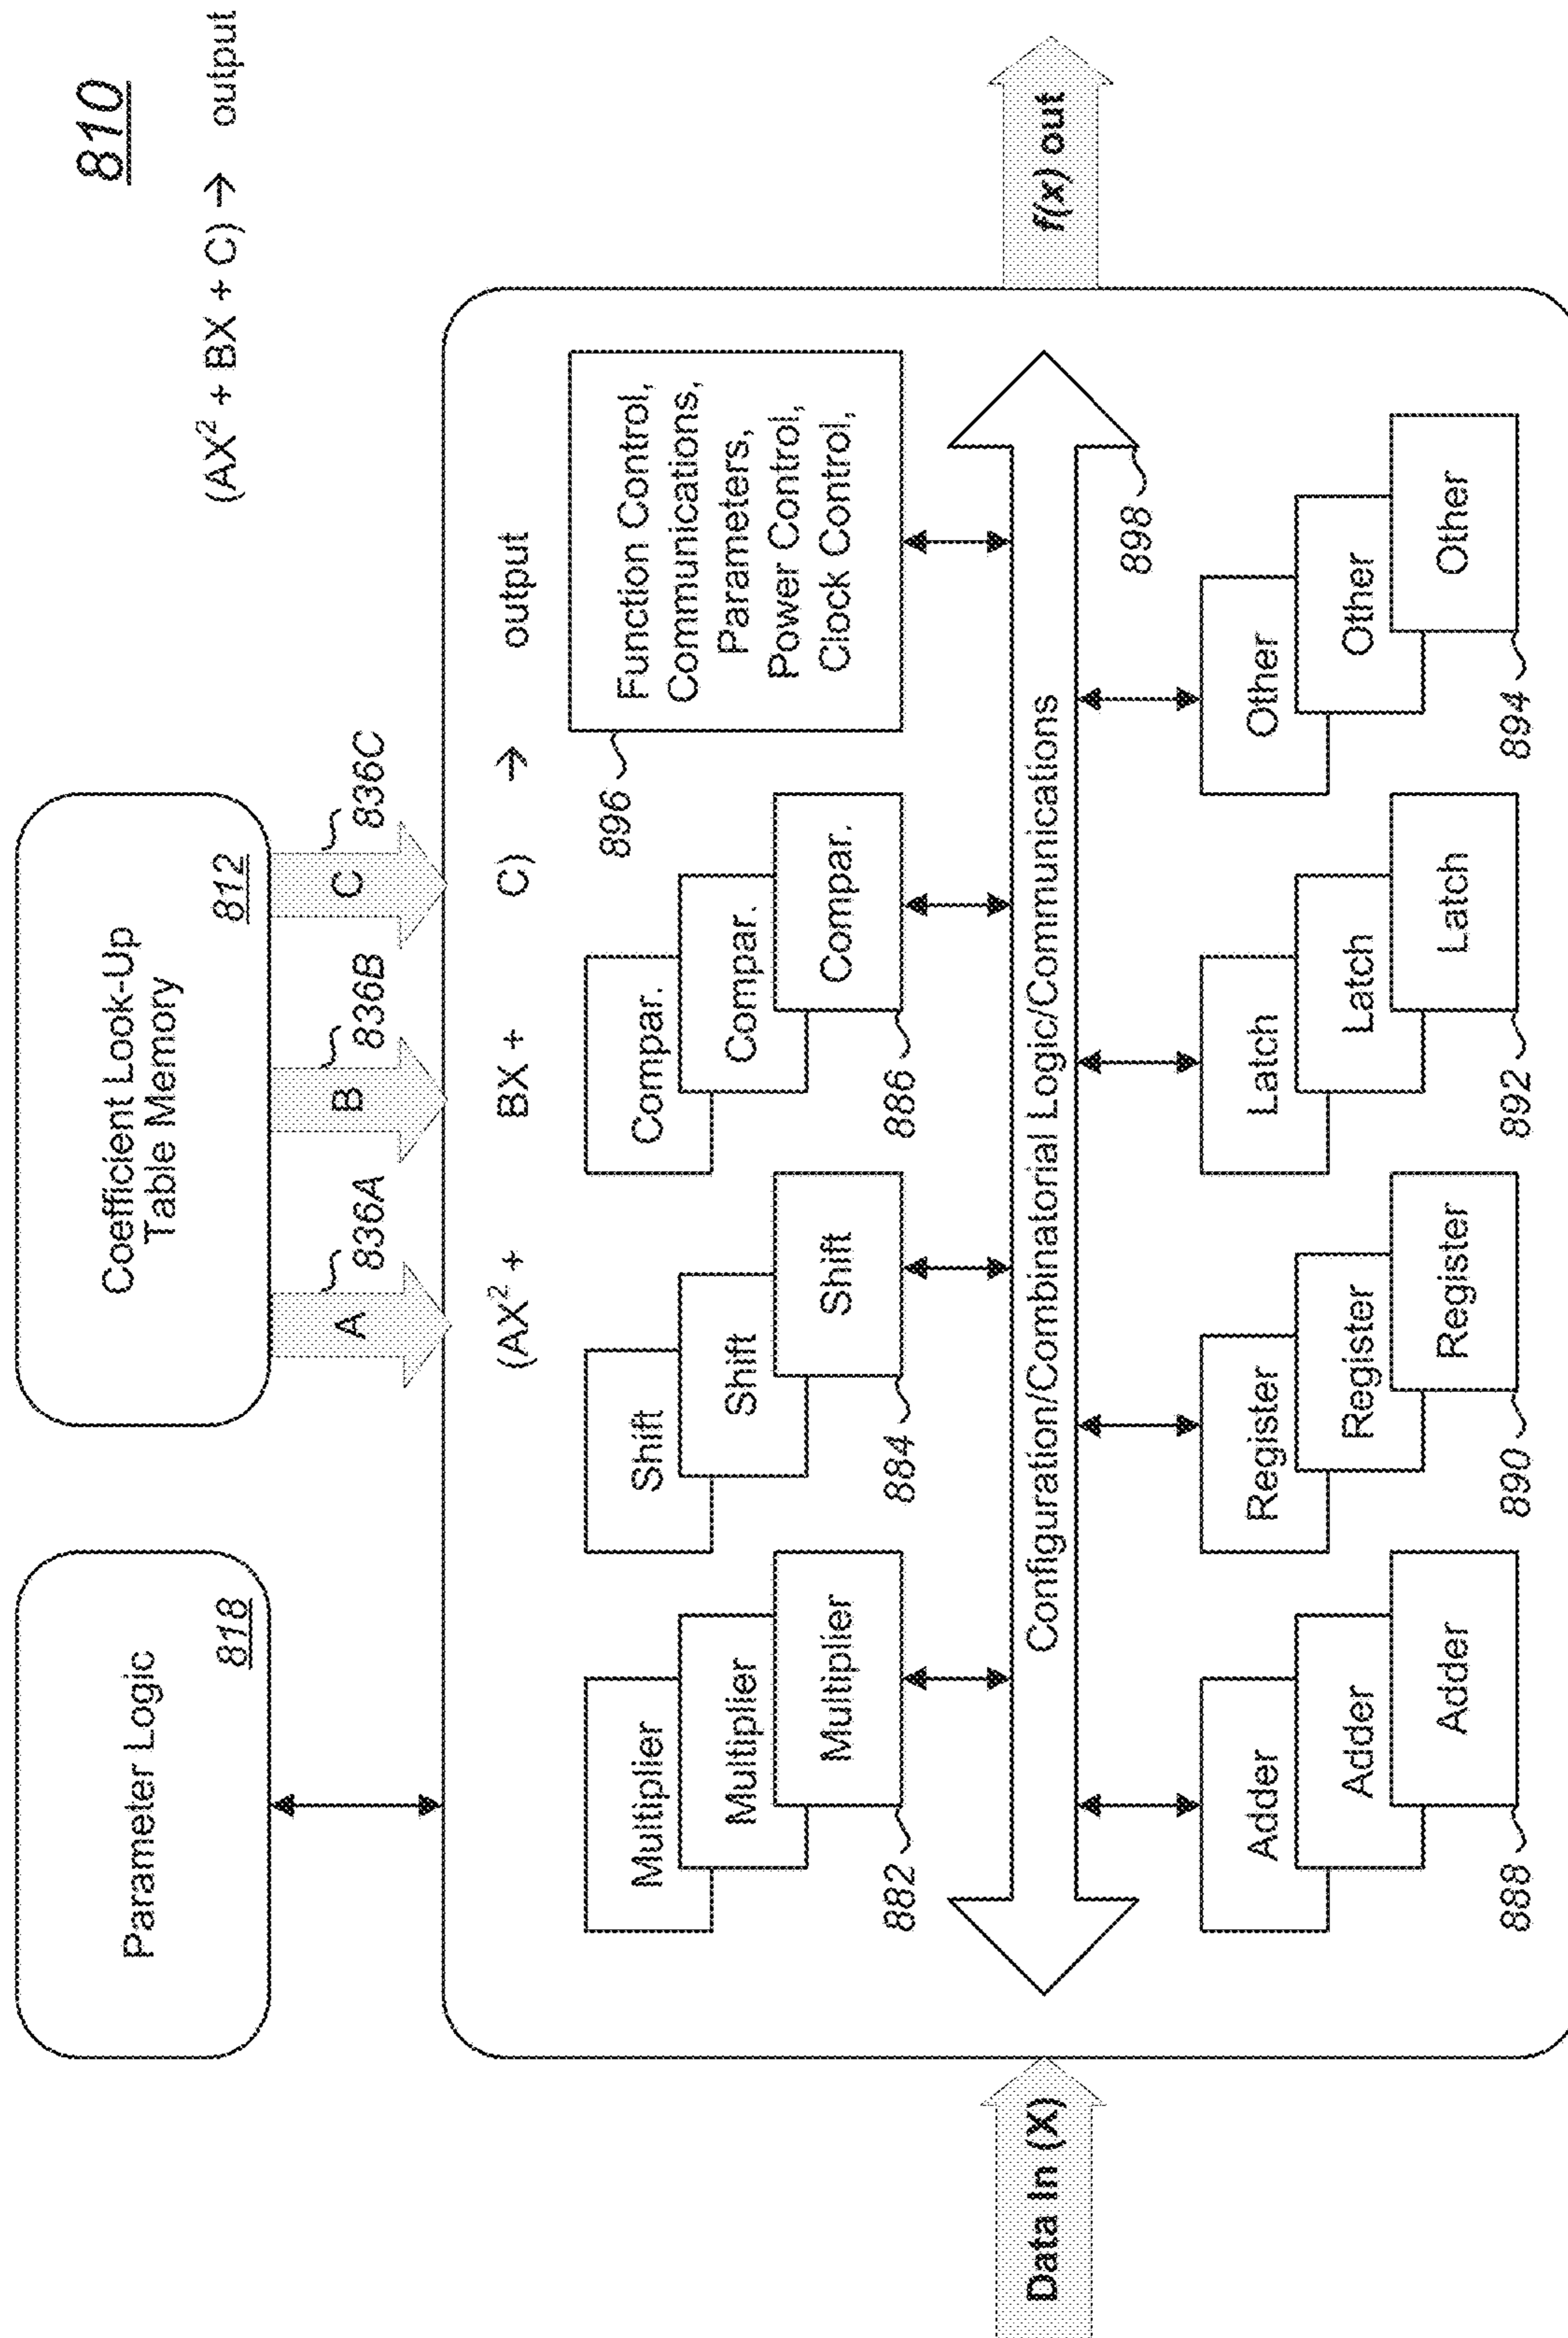 810
(AX² + BX + C) → output
Parameter Logic
818
Coefficient Look-Up
Table Memory
812
A
836A
B
836B
C
836C
(AX² + BX + C) → output
Multiplier
Multiplier
Multiplier
882
Shift
Shift
Shift
884
Compar.
Compar.
Compar.
886
Function Control,
Communications,
Parameters,
Power Control,
Clock Control,
896
Data In (X)
Configuration/Combinatorial Logic/Communications
898
f(x) out
Adder
Adder
Adder
888
Register
Register
Register
890
Latch
Latch
Latch
892
Other
Other
Other
894